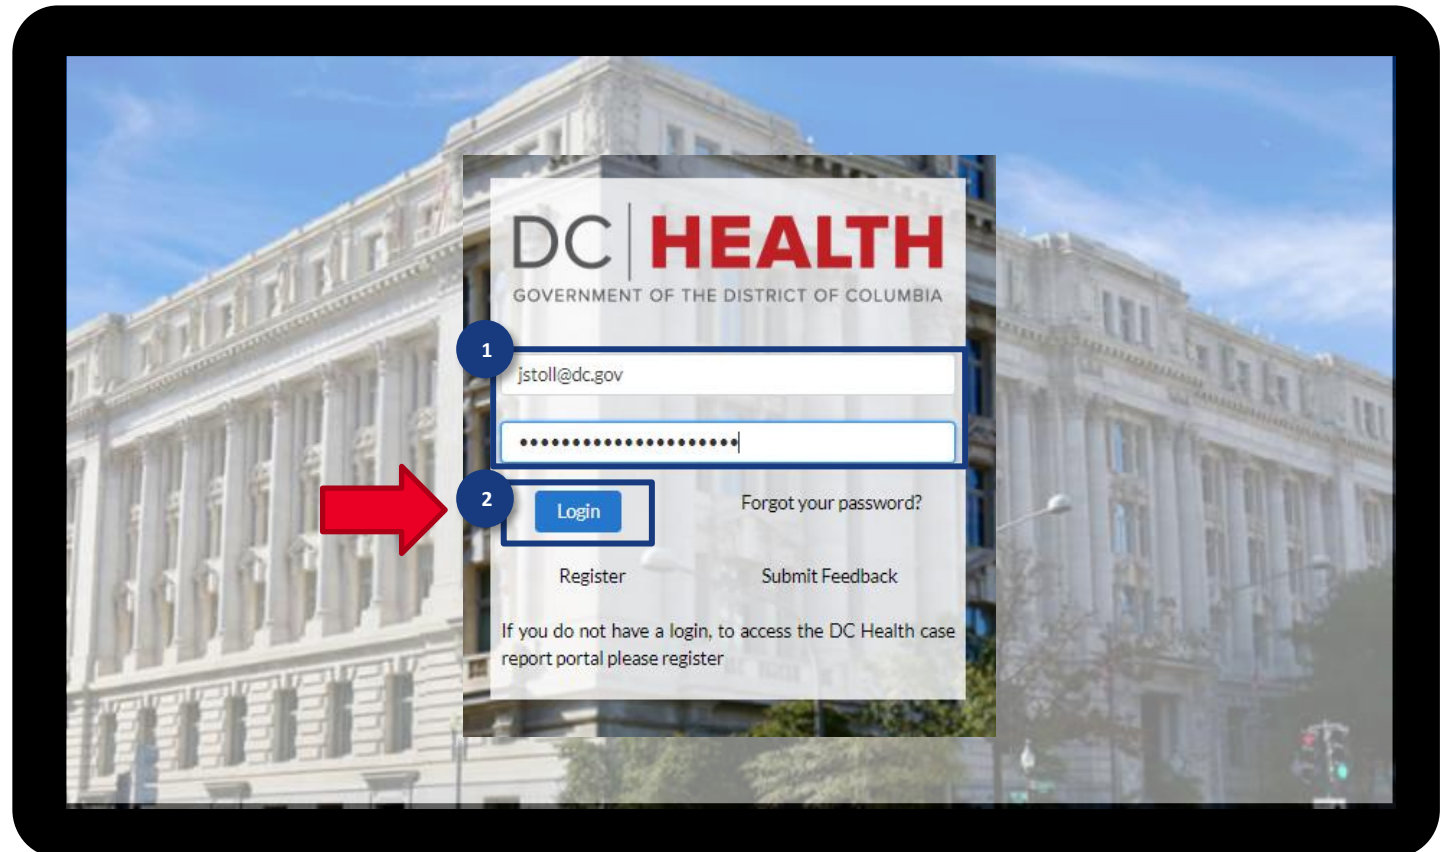 DC HEALTH
GOVERNMENT OF THE DISTRICT OF COLUMBIA
1
jstoll@dc.gov
•••••••••••••••••••••
2
Login
Forgot your password?
Register
Submit Feedback
If you do not have a login, to access the DC Health case
report portal please register